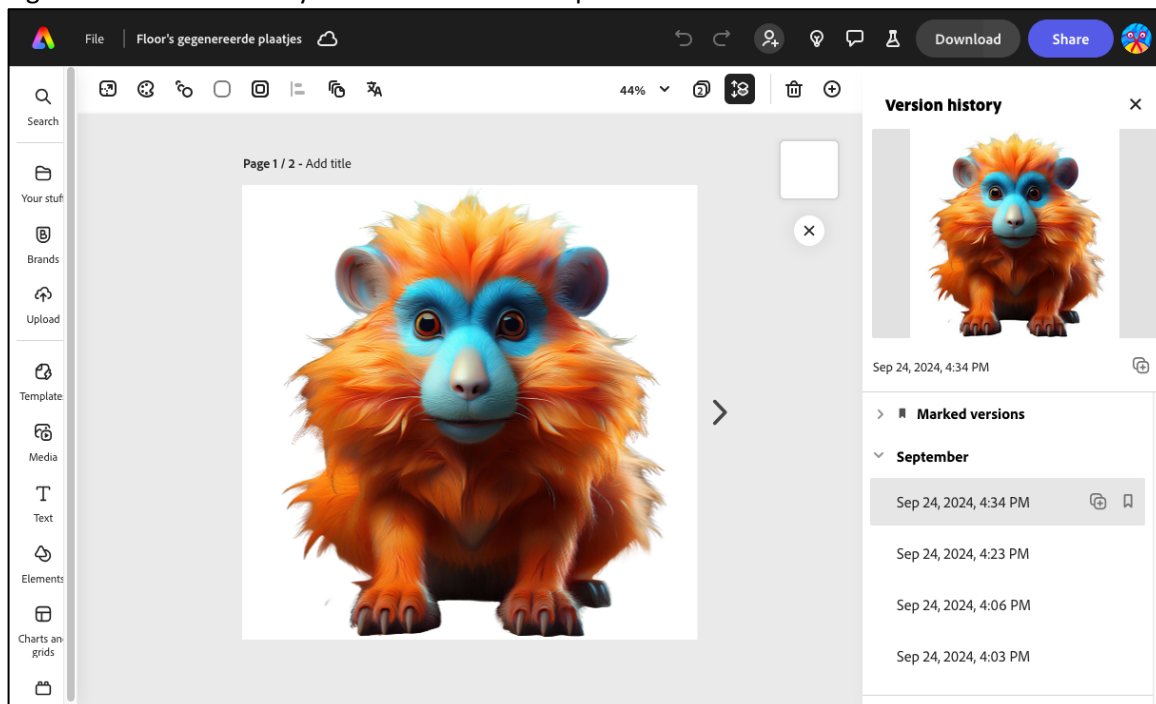 File
Floor's gegenereerde plaatjes
Download
Share
Search
Your stuff
Brands
Upload
Template
Media
Text
Elements
Charts an
grids
44%
2
Page 1 / 2 - Add title
Version history
Sep 24, 2024, 4:34 PM
Marked versions
September
Sep 24, 2024, 4:34 PM
Sep 24, 2024, 4:23 PM
Sep 24, 2024, 4:06 PM
Sep 24, 2024, 4:03 PM